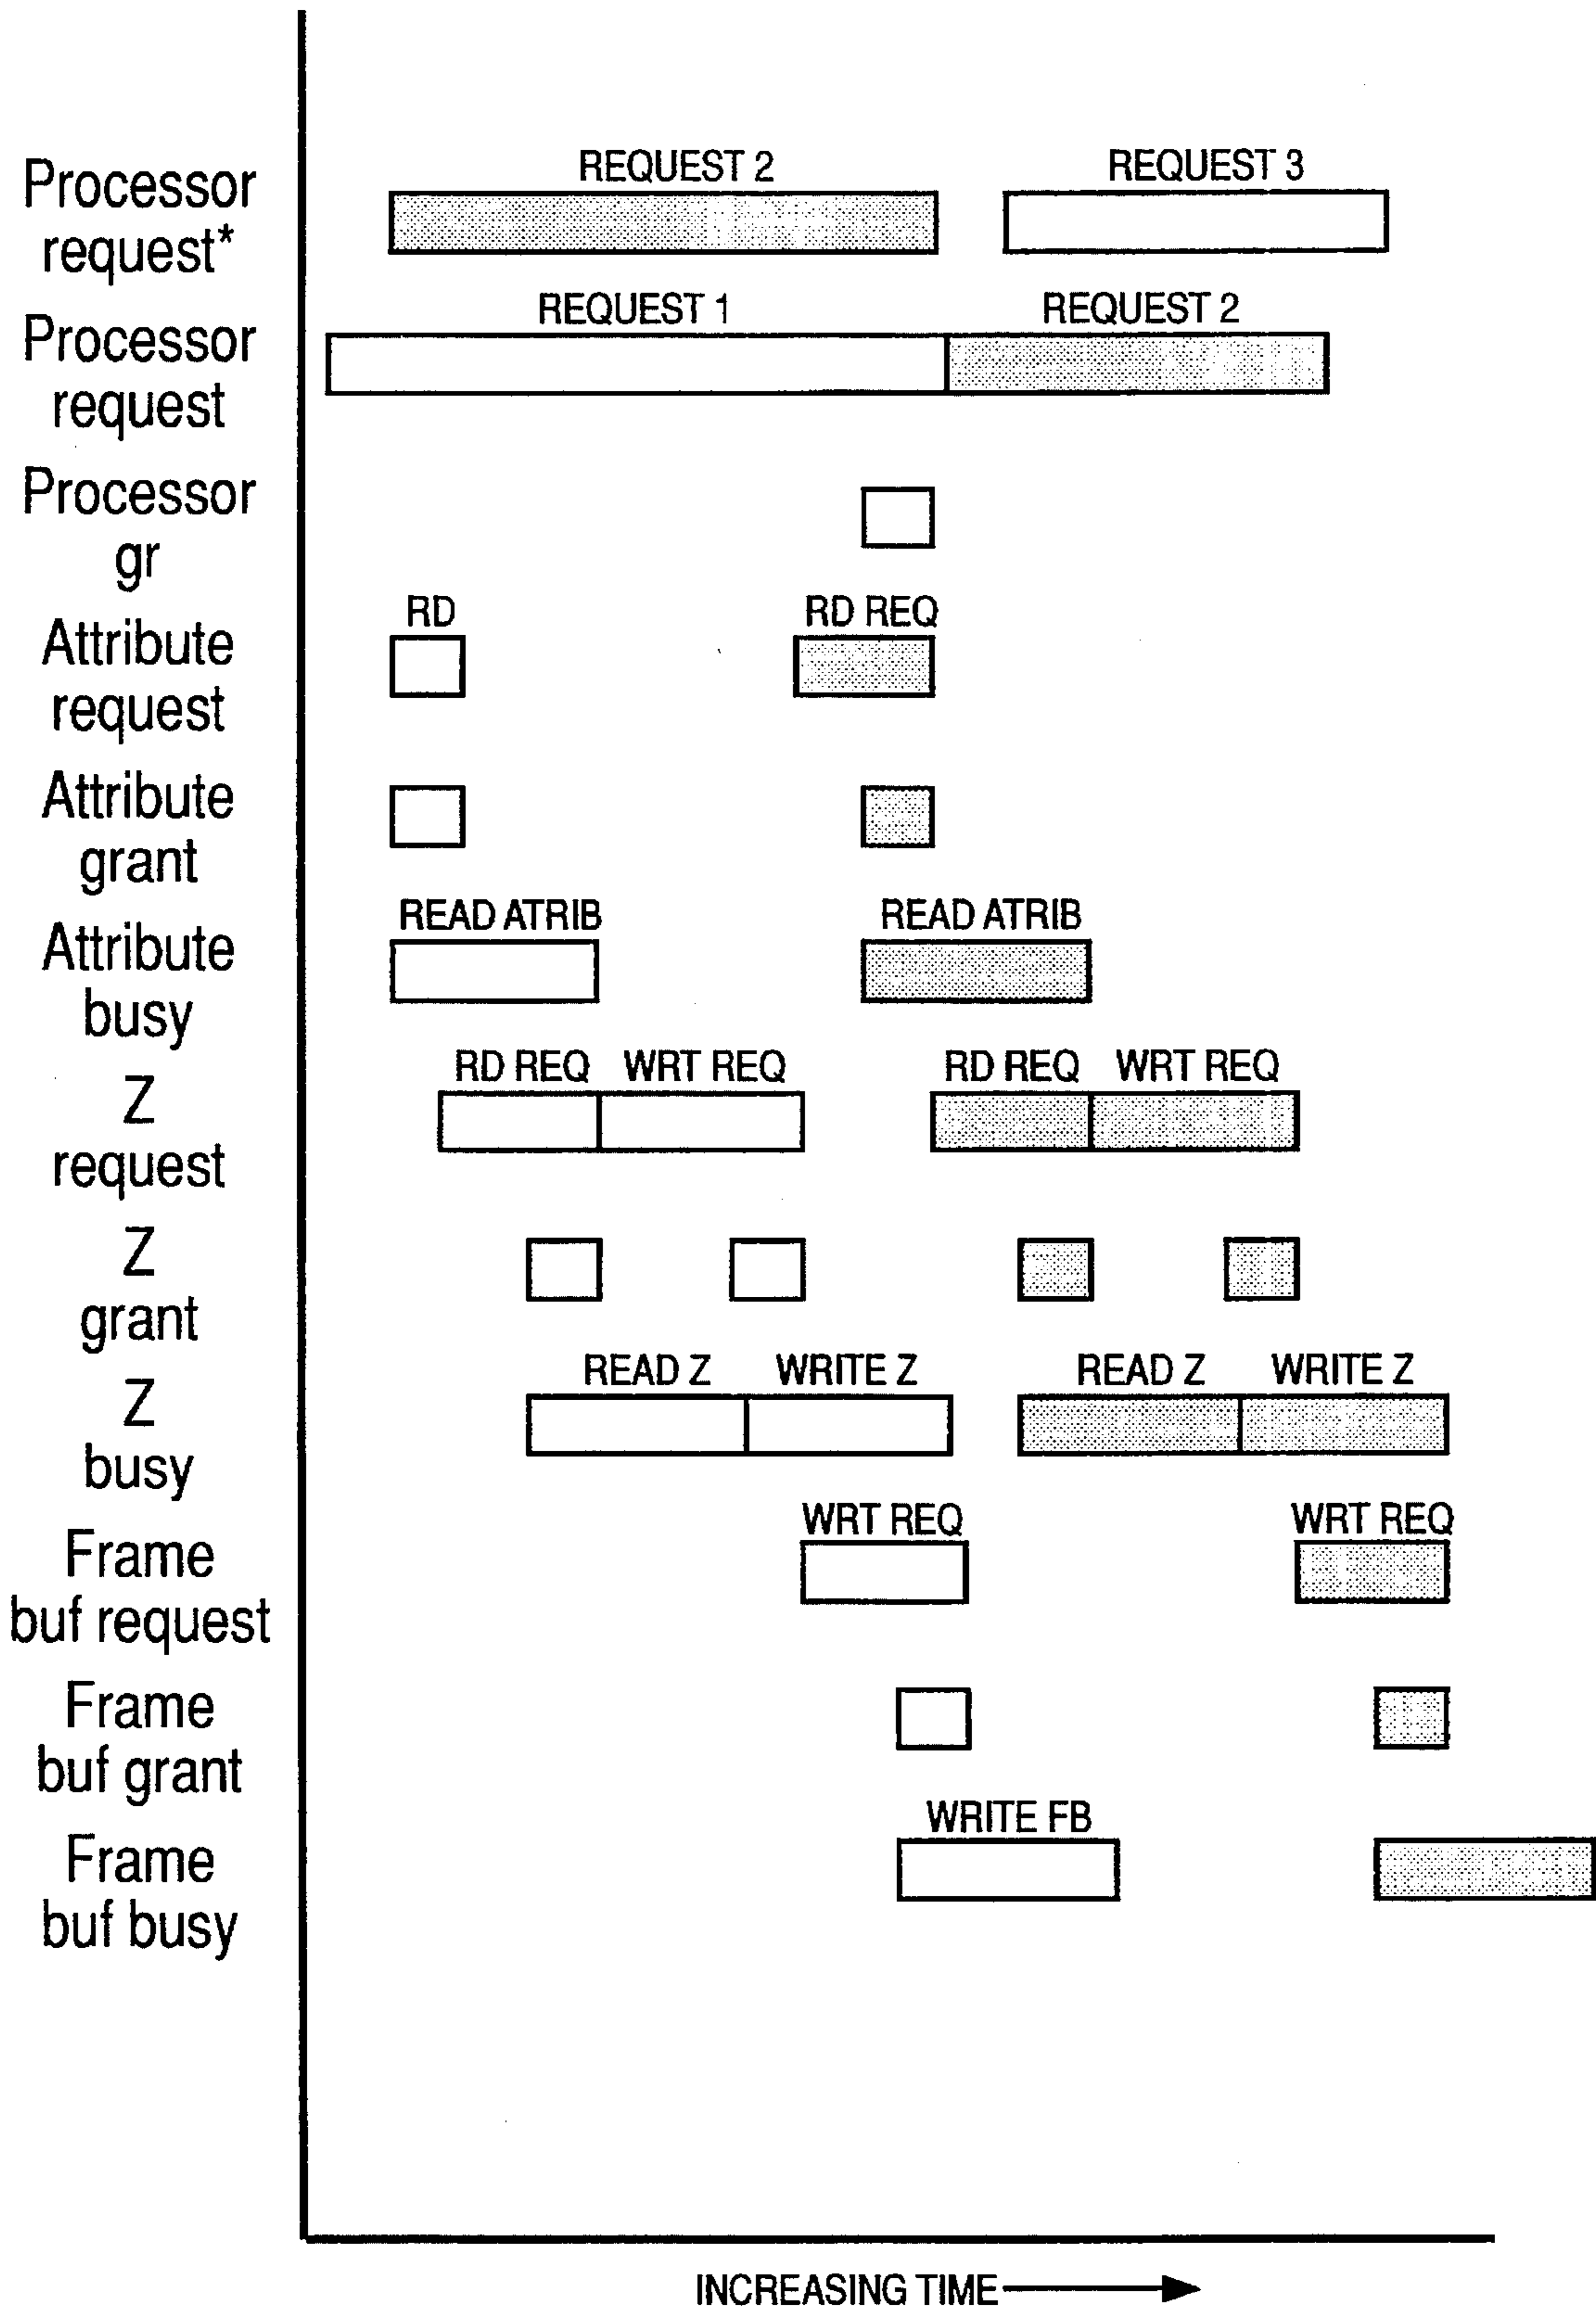 REQUEST 2 REQUEST 3
Processor
request*
REQUEST 1 REQUEST 2
Processor
request
Processor
gr
RD RD REQ
Attribute
request
Attribute
grant
READ ATRIB READ ATRIB
Attribute
busy
RD REQ WRT REQ RD REQ WRT REQ
Z
request
Z
grant
READ Z WRITE Z READ Z WRITE Z
Z
busy
WRT REQ WRT REQ
Frame
buf request
Frame
buf grant
WRITE FB
Frame
buf busy
INCREASING TIME